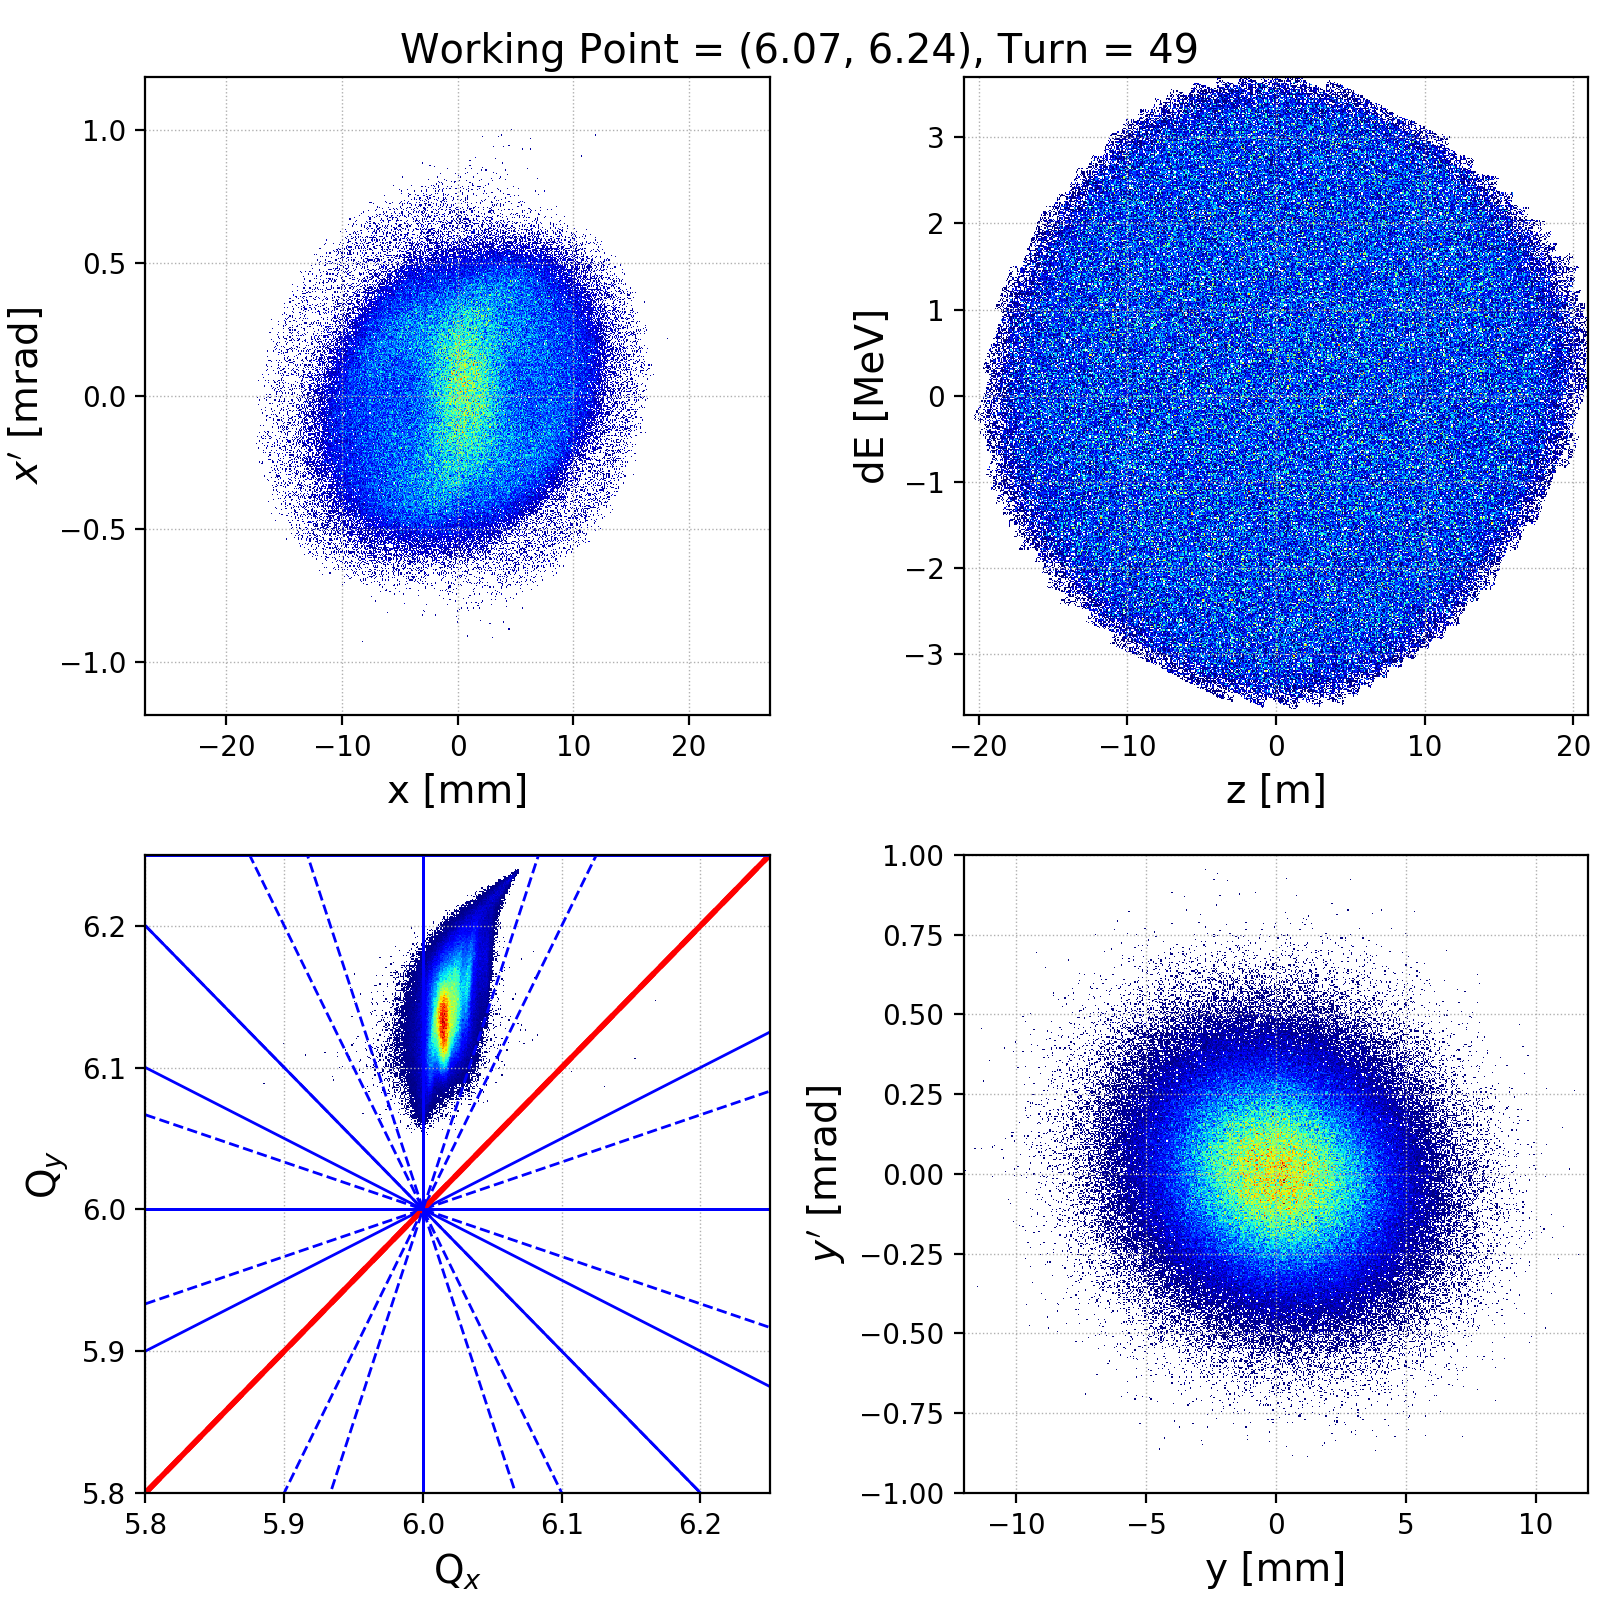 Working Point = (6.07, 6.24), Turn = 49
1.0
0.5
0.0
−0.5
−1.0
x′ [mrad]
−20 −10 0 10 20
x [mm]
3
2
1
0
−1
−2
−3
dE [MeV]
−20 −10 0 10 20
z [m]
6.2
6.1
6.0
5.9
5.8
Qy
5.8 5.9 6.0 6.1 6.2
Qx
1.00
0.75
0.50
0.25
0.00
−0.25
−0.50
−0.75
−1.00
y′ [mrad]
−10 −5 0 5 10
y [mm]